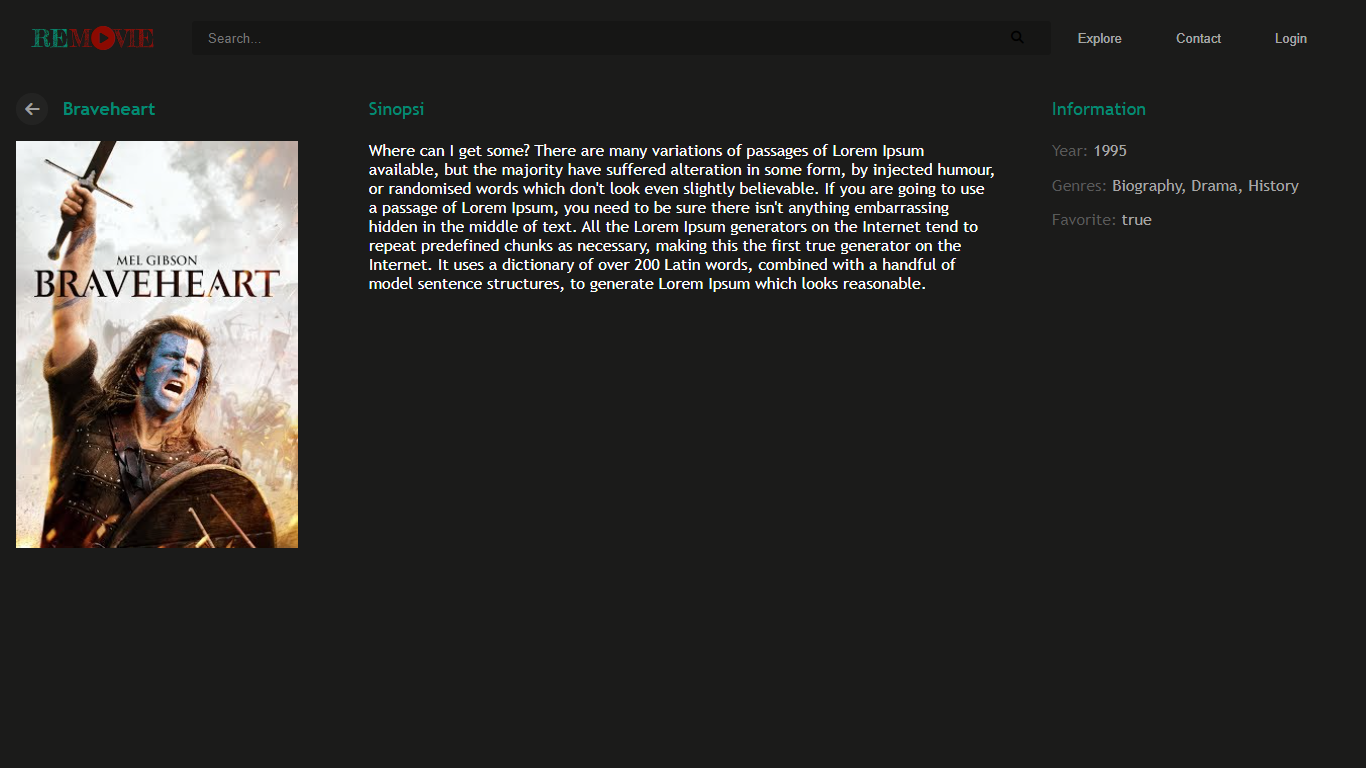 REMOVIE
Search...
Explore
Contact
Login
Braveheart
MEL GIBSON
BRAVEHEART
Sinopsi
Where can I get some? There are many variations of passages of Lorem Ipsum
available, but the majority have suffered alteration in some form, by injected humour,
or randomised words which don't look even slightly believable. If you are going to use
a passage of Lorem Ipsum, you need to be sure there isn't anything embarrassing
hidden in the middle of text. All the Lorem Ipsum generators on the Internet tend to
repeat predefined chunks as necessary, making this the first true generator on the
Internet. It uses a dictionary of over 200 Latin words, combined with a handful of
model sentence structures, to generate Lorem Ipsum which looks reasonable.
Information
Year: 1995
Genres: Biography, Drama, History
Favorite: true